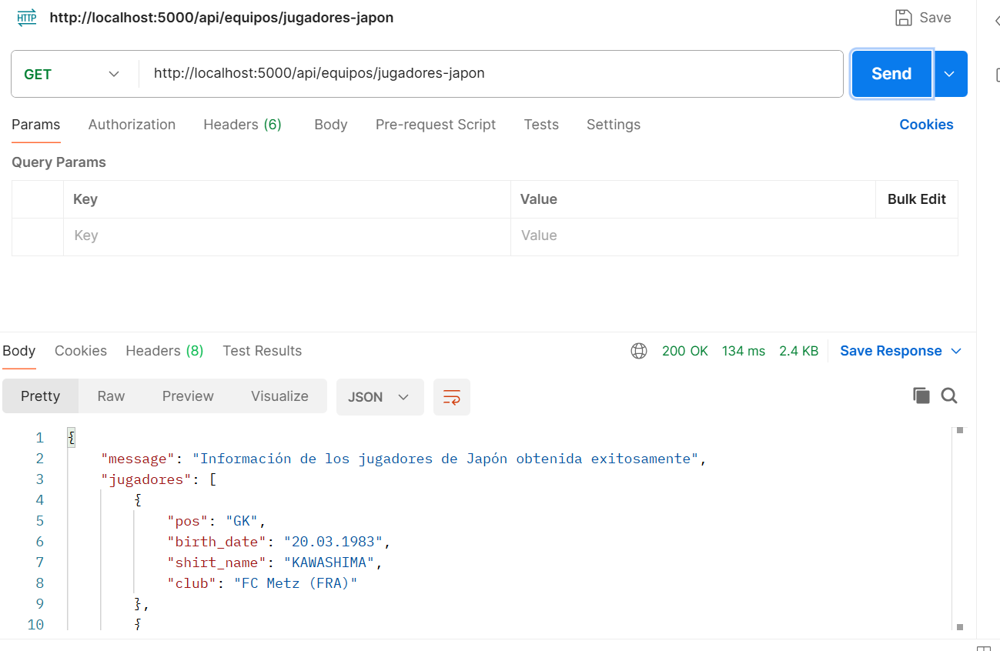 HTTP http://localhost:5000/api/equipos/jugadores-japon Save
GET http://localhost:5000/api/equipos/jugadores-japon Send
Params Authorization Headers (6) Body Pre-request Script Tests Settings Cookies
Query Params
Key Value Bulk Edit
Key Value
Body Cookies Headers (8) Test Results 200 OK 134 ms 2.4 KB Save Response
Pretty Raw Preview Visualize JSON
1 {
2 "message": "Información de los jugadores de Japón obtenida exitosamente",
3 "jugadores": [
4 {
5 "pos": "GK",
6 "birth_date": "20.03.1983",
7 "shirt_name": "KAWASHIMA",
8 "club": "FC Metz (FRA)"
9 },
10 {